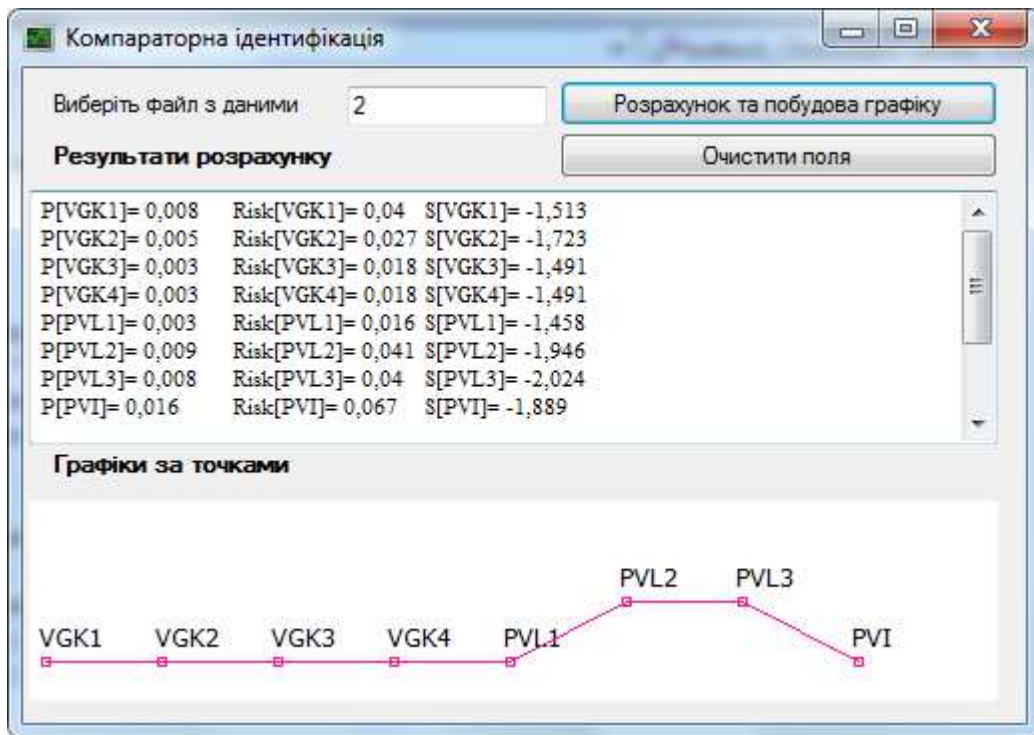 Компараторна ідентифікація
Виберіть файл з даними 2 Розрахунок та побудова графіку
Результати розрахунку Очистити поля
P[VGK1]= 0,008 Risk[VGK1]= 0,04 S[VGK1]= -1,513
P[VGK2]= 0,005 Risk[VGK2]= 0,027 S[VGK2]= -1,723
P[VGK3]= 0,003 Risk[VGK3]= 0,018 S[VGK3]= -1,491
P[VGK4]= 0,003 Risk[VGK4]= 0,018 S[VGK4]= -1,491
P[PVL1]= 0,003 Risk[PVL1]= 0,016 S[PVL1]= -1,458
P[PVL2]= 0,009 Risk[PVL2]= 0,041 S[PVL2]= -1,946
P[PVL3]= 0,008 Risk[PVL3]= 0,04 S[PVL3]= -2,024
P[PVI]= 0,016 Risk[PVI]= 0,067 S[PVI]= -1,889
Графіки за точками
PVL2 PVL3
VGK1 VGK2 VGK3 VGK4 PVL1 PVI